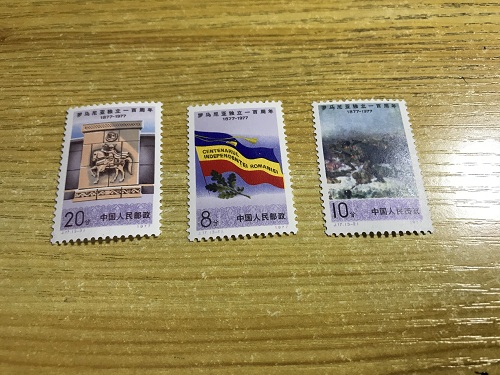 罗马尼亚独立一百周年
1877-1977
20分
中国人民邮政
1977
罗马尼亚独立一百周年
1877-1977
CENTENARUL
INDEPENDENTEI ROMANIEI
8分
中国人民邮政
1977
罗马尼亚独立一百周年
1877-1977
10分
中国人民邮政